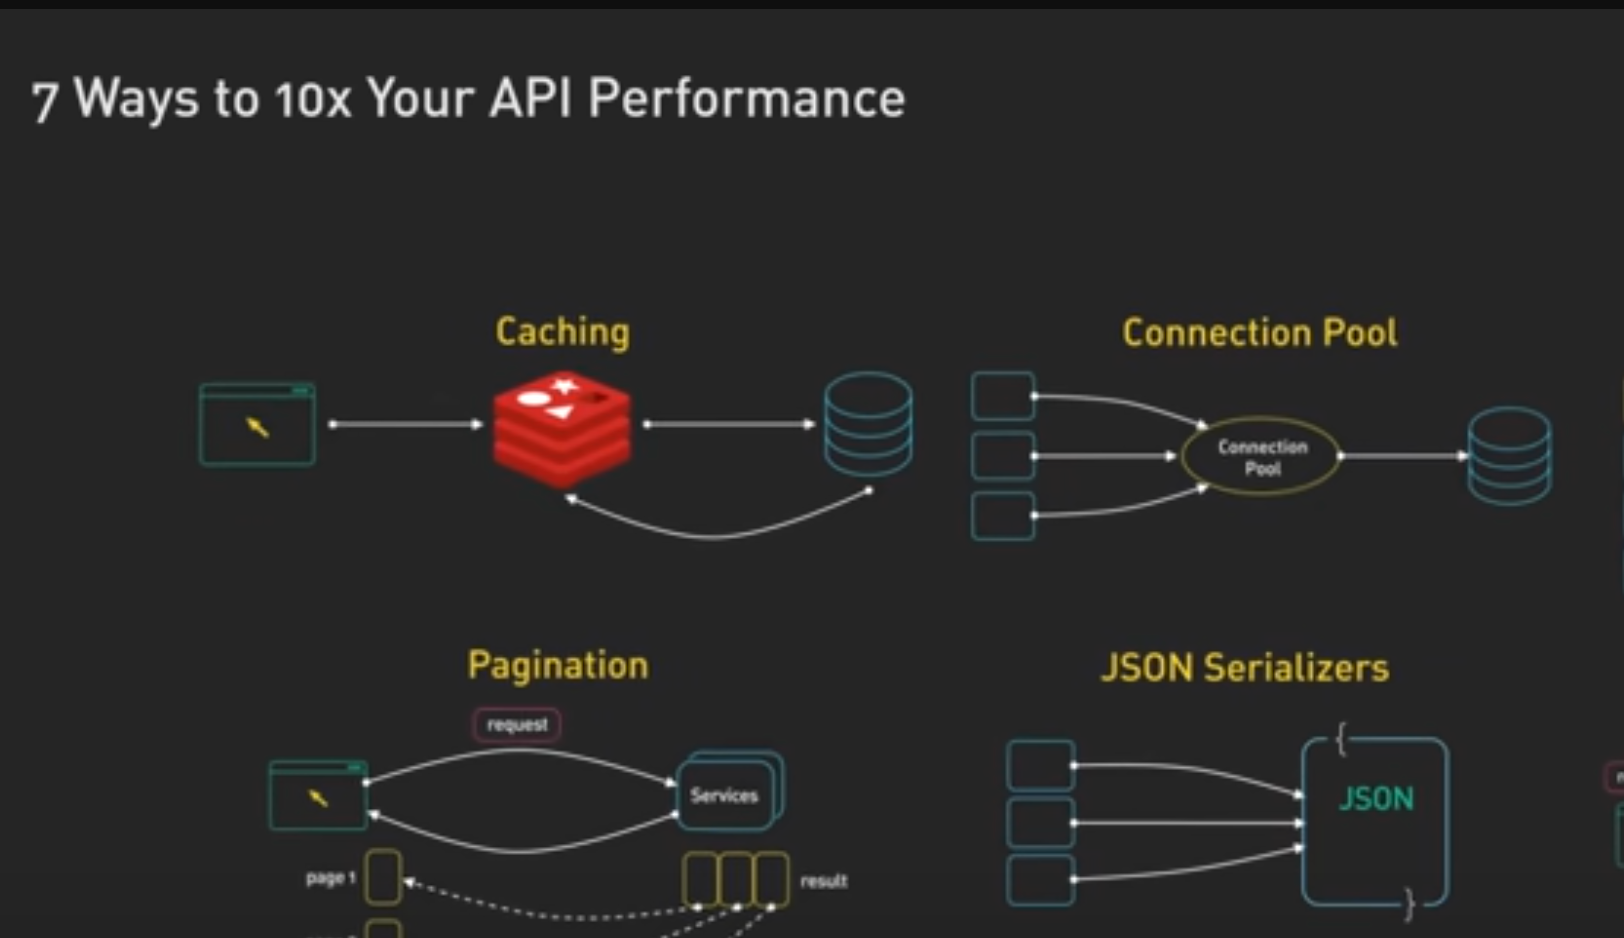 7 Ways to 10x Your API Performance
Caching
Connection Pool
Connection
Pool
Pagination
JSON Serializers
request
Services
{
JSON
page 1
result
}